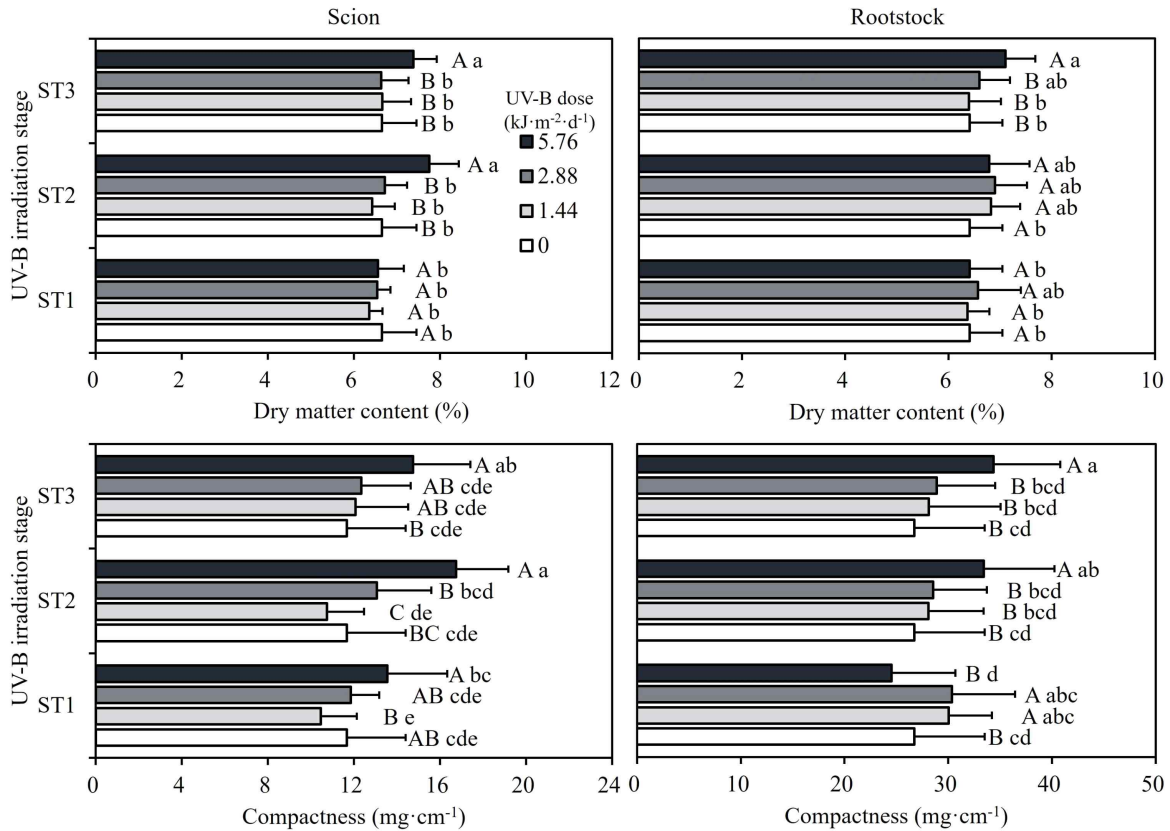 Scion
Rootstock
UV-B irradiation stage
ST3
A a
B b
B b
B b
ST2
A a
B b
B b
B b
ST1
A b
A b
A b
A b
UV-B dose
(kJ·m⁻²·d⁻¹)
5.76
2.88
1.44
0
0 2 4 6 8 10 12
Dry matter content (%)
A a
B ab
B b
B b
A ab
A ab
A ab
A b
A b
A ab
A b
A b
0 2 4 6 8 10
Dry matter content (%)
UV-B irradiation stage
ST3
A ab
AB cde
AB cde
B cde
ST2
A a
B bcd
C de
BC cde
ST1
A bc
AB cde
B e
AB cde
0 4 8 12 16 20 24
Compactness (mg·cm⁻¹)
A a
B bcd
B bcd
B cd
A ab
B bcd
B bcd
B cd
B d
A abc
A abc
B cd
0 10 20 30 40 50
Compactness (mg·cm⁻¹)